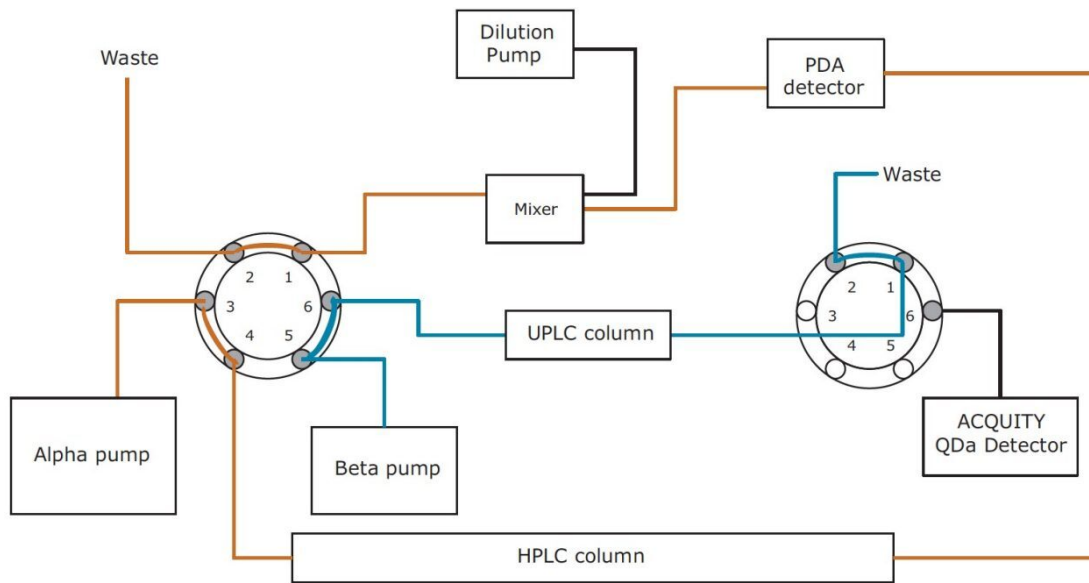 Dilution
Pump
Waste
PDA
detector
Mixer
Waste
2
1
3
6
4
5
2
1
3
6
4
5
UPLC column
Alpha pump
Beta pump
ACQUITY
QDa Detector
HPLC column